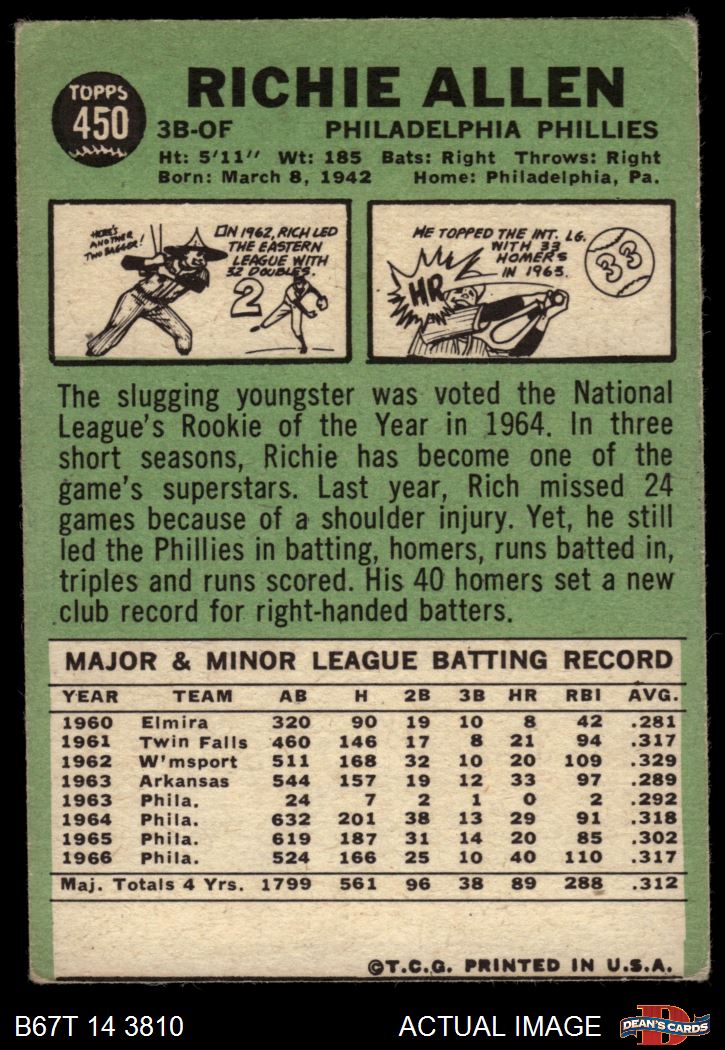 TOPPS
450
RICHIE ALLEN
3B-OF PHILADELPHIA PHILLIES
Ht: 5'11" Wt: 185 Bats: Right Throws: Right
Born: March 8, 1942 Home: Philadelphia, Pa.
HERE'S
ANOTHER
TWO BAGGER!
IN 1962, RICH LED
THE EASTERN
LEAGUE WITH
32 DOUBLES.
2
HE TOPPED THE INT. LG.
WITH 33
HOMERS
IN 1963.
HR
33
The slugging youngster was voted the National
League's Rookie of the Year in 1964. In three
short seasons, Richie has become one of the
game's superstars. Last year, Rich missed 24
games because of a shoulder injury. Yet, he still
led the Phillies in batting, homers, runs batted in,
triples and runs scored. His 40 homers set a new
club record for right-handed batters.
MAJOR & MINOR LEAGUE BATTING RECORD
YEAR TEAM AB H 2B 3B HR RBI AVG.
1960 Elmira 320 90 19 10 8 42 .281
1961 Twin Falls 460 146 17 8 21 94 .317
1962 W'msport 511 168 32 10 20 109 .329
1963 Arkansas 544 157 19 12 33 97 .289
1963 Phila. 24 7 2 1 0 2 .292
1964 Phila. 632 201 38 13 29 91 .318
1965 Phila. 619 187 31 14 20 85 .302
1966 Phila. 524 166 25 10 40 110 .317
Maj. Totals 4 Yrs. 1799 561 96 38 89 288 .312
©T.C.G. PRINTED IN U.S.A.
B67T 14 3810 ACTUAL IMAGE
D
DEAN'S CARDS